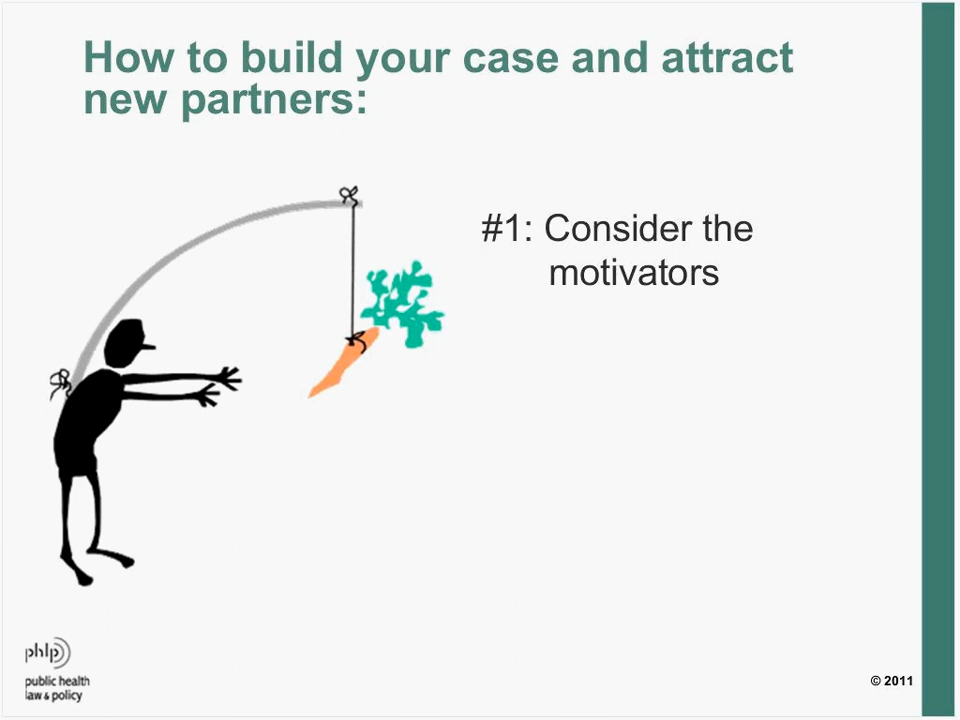 How to build your case and attract
new partners:
#1: Consider the
motivators
phlp
public health
law & policy
© 2011